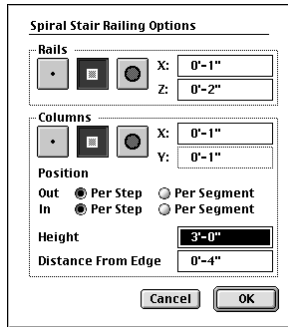 Spiral Stair Railing Options
Rails
X: 0'-1"
Z: 0'-2"
Columns
X: 0'-1"
Y: 0'-1"
Position
Out Per Step Per Segment
In Per Step Per Segment
Height 3'-0"
Distance From Edge 0'-4"
Cancel OK